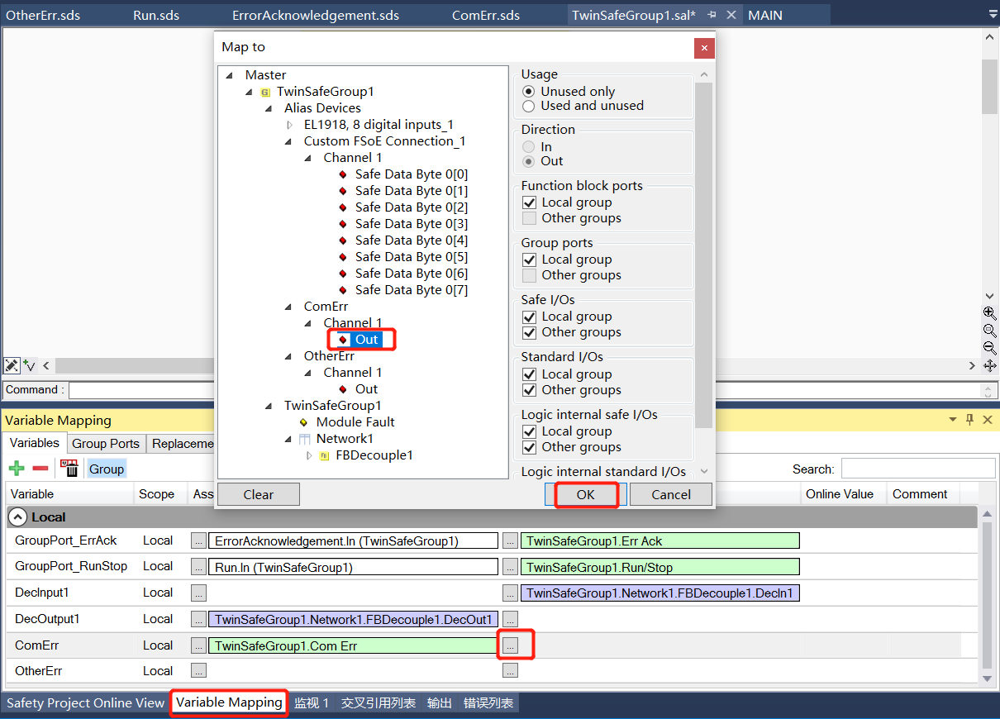 OtherErr.sds Run.sds ErrorAcknowledgement.sds ComErr.sds TwinSafeGroup1.sal* MAIN
Map to
Master
TwinSafeGroup1
Alias Devices
EL1918, 8 digital inputs_1
Custom FSoE Connection_1
Channel 1
Safe Data Byte 0[0]
Safe Data Byte 0[1]
Safe Data Byte 0[2]
Safe Data Byte 0[3]
Safe Data Byte 0[4]
Safe Data Byte 0[5]
Safe Data Byte 0[6]
Safe Data Byte 0[7]
ComErr
Channel 1
Out
OtherErr
Channel 1
Out
TwinSafeGroup1
Module Fault
Network1
FBDecouple1
Usage
Unused only
Used and unused
Direction
In
Out
Function block ports
Local group
Other groups
Group ports
Local group
Other groups
Safe I/Os
Local group
Other groups
Standard I/Os
Local group
Other groups
Logic internal safe I/Os
Local group
Other groups
Logic internal standard I/Os
Clear OK Cancel
Command :
Variable Mapping
Variables Group Ports Replaceme
Group Search:
Variable Scope Ass Online Value Comment
Local
GroupPort_ErrAck Local ... ErrorAcknowledgement.In (TwinSafeGroup1) ... TwinSafeGroup1.Err Ack
GroupPort_RunStop Local ... Run.In (TwinSafeGroup1) ... TwinSafeGroup1.Run/Stop
DecInput1 Local ... ... TwinSafeGroup1.Network1.FBDecouple1.DecIn1
DecOutput1 Local ... TwinSafeGroup1.Network1.FBDecouple1.DecOut1 ...
ComErr Local ... TwinSafeGroup1.Com Err ...
OtherErr Local ... ...
Safety Project Online View Variable Mapping 监视 1 交叉引用列表 输出 错误列表